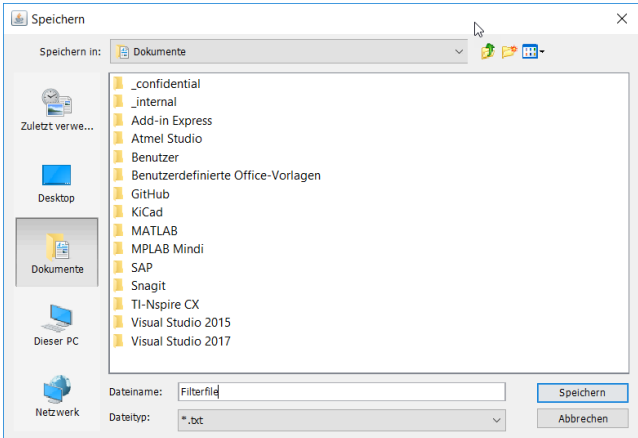 Speichern
Speichern in: Dokumente
Zuletzt verwe...
Desktop
Dokumente
Dieser PC
Netzwerk
_confidential
_internal
Add-in Express
Atmel Studio
Benutzer
Benutzerdefinierte Office-Vorlagen
GitHub
KiCad
MATLAB
MPLAB Mindi
SAP
Snagit
TI-Nspire CX
Visual Studio 2015
Visual Studio 2017
Dateiname: Filterfile Speichern
Dateityp: *.txt Abbrechen